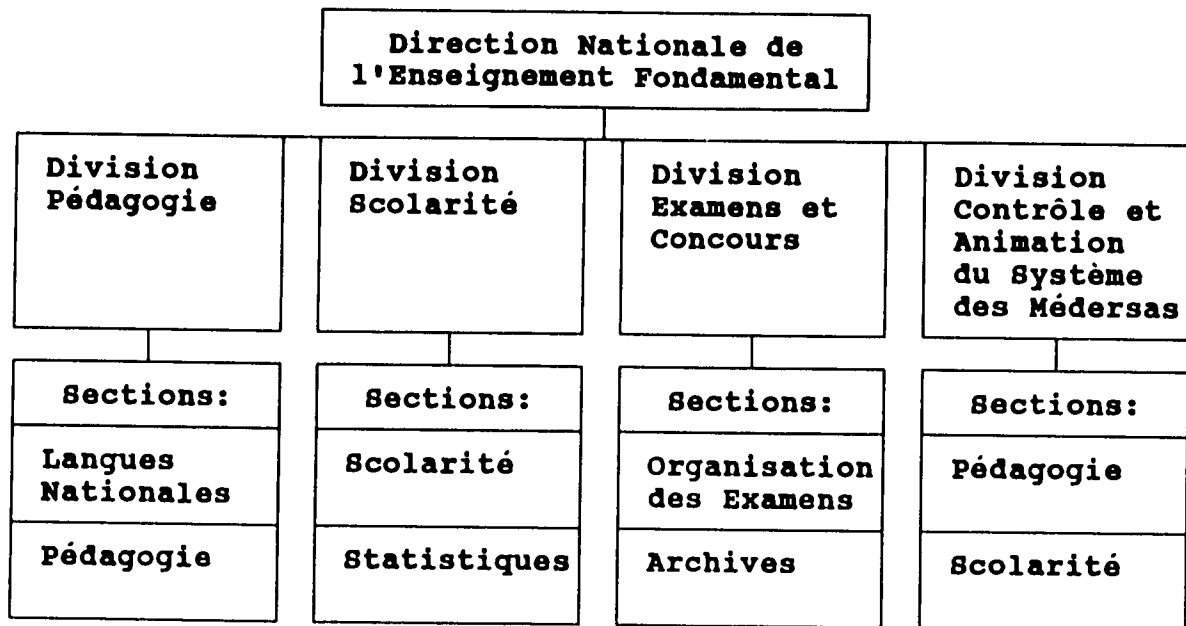 Direction Nationale de
l'Enseignement Fondamental
Division
Pédagogie
Division
Scolarité
Division
Examens et
Concours
Division
Contrôle et
Animation
du Système
des Médersas
Sections:
Langues
Nationales
Pédagogie
Sections:
Scolarité
Statistiques
Sections:
Organisation
des Examens
Archives
Sections:
Pédagogie
Scolarité